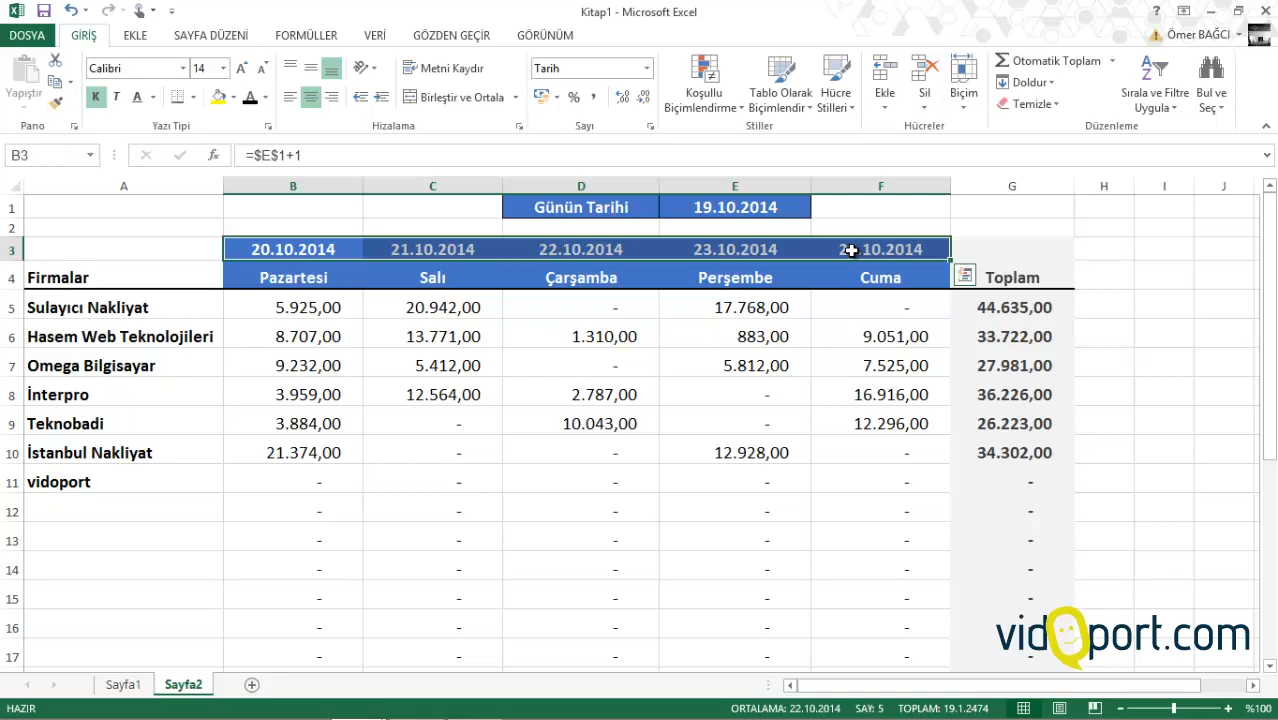 Kitap1 - Microsoft Excel
?
DOSYA GİRİŞ EKLE SAYFA DÜZENİ FORMÜLLER VERİ GÖZDEN GEÇİR GÖRÜNÜM Ömer BAĞCI
Yapıştır
Calibri 14
K T A A
Metni Kaydır
Birleştir ve Ortala
Tarih
%
Koşullu Biçimlendirme
Tablo Olarak Biçimlendir
Hücre Stilleri
Ekle
Sil
Biçim
Otomatik Toplam
Doldur
Temizle
Sırala ve Filtre Uygula
Bul ve Seç
Pano Yazı Tipi Hizalama Sayı Stiller Hücreler Düzenleme
B3 fx =$E$1+1
A B C D E F G H I J
1 Günün Tarihi 19.10.2014
2
3 20.10.2014 21.10.2014 22.10.2014 23.10.2014
4 Firmalar Pazartesi Salı Çarşamba Perşembe Cuma Toplam
5 Sulayıcı Nakliyat 5.925,00 20.942,00 - 17.768,00 - 44.635,00
6 Hasem Web Teknolojileri 8.707,00 13.771,00 1.310,00 883,00 9.051,00 33.722,00
7 Omega Bilgisayar 9.232,00 5.412,00 - 5.812,00 7.525,00 27.981,00
8 İnterpro 3.959,00 12.564,00 2.787,00 - 16.916,00 36.226,00
9 Teknobadi 3.884,00 - 10.043,00 - 12.296,00 26.223,00
10 İstanbul Nakliyat 21.374,00 - - 12.928,00 - 34.302,00
11 vidoport - - - - - -
12 - - - - - -
13 - - - - - -
14 - - - - - -
15 - - - - - -
16 - - - - -
17 - - - - - -
vidoport.com
Sayfa1 Sayfa2
HAZIR ORTALAMA: 22.10.2014 SAY: 5 TOPLAM: 19.1.2474 %100